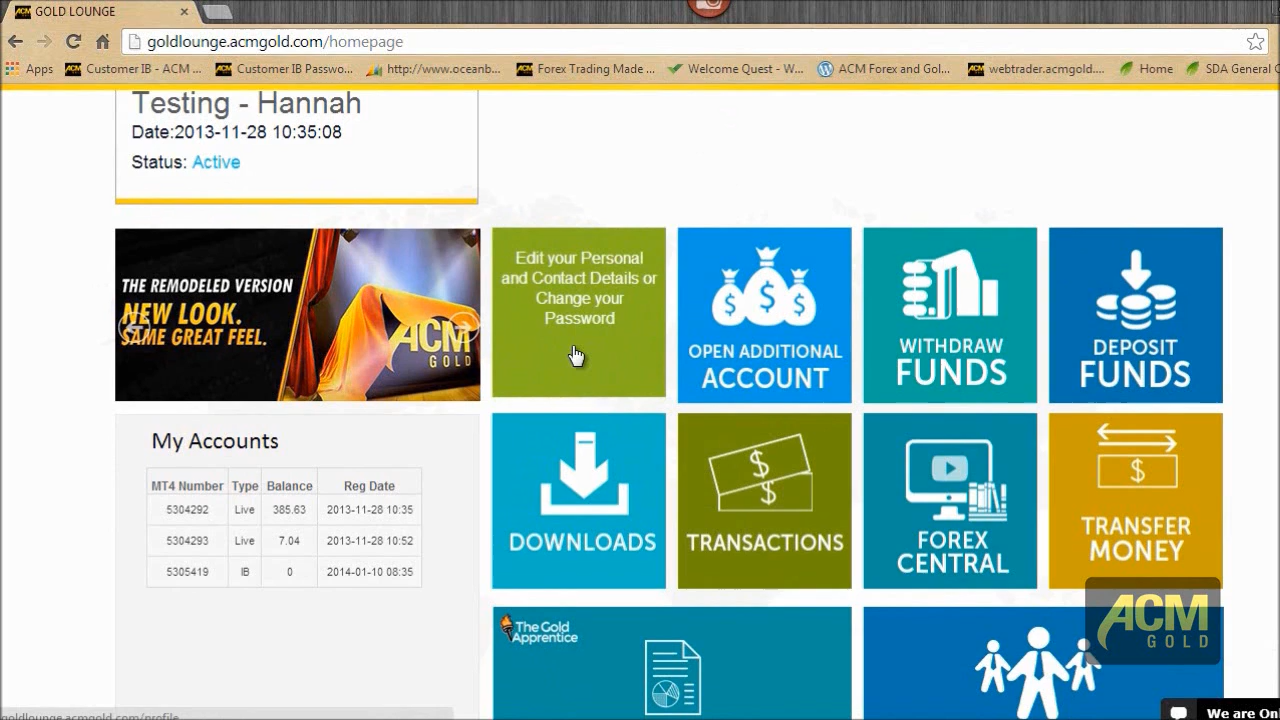 GOLD LOUNGE
goldlounge.acmgold.com/homepage
Apps
Customer IB - ACM ...
Customer IB Passwo...
http://www.oceanb...
Forex Trading Made ...
Welcome Quest - W...
ACM Forex and Gol...
webtrader.acmgold....
Home
SDA General C
Testing - Hannah
Date:2013-11-28 10:35:08
Status: Active
THE REMODELED VERSION
NEW LOOK.
SAME GREAT FEEL.
ACM
GOLD
Edit your Personal
and Contact Details or
Change your
Password
OPEN ADDITIONAL
ACCOUNT
WITHDRAW
FUNDS
DEPOSIT
FUNDS
My Accounts
MT4 Number Type Balance Reg Date
5304292 Live 385.63 2013-11-28 10:35
5304293 Live 7.04 2013-11-28 10:52
5305419 IB 0 2014-01-10 08:35
DOWNLOADS
TRANSACTIONS
FOREX
CENTRAL
TRANSFER
MONEY
The Gold
Apprentice
ACM
GOLD
goldlounge.acmgold.com/profile
We are On